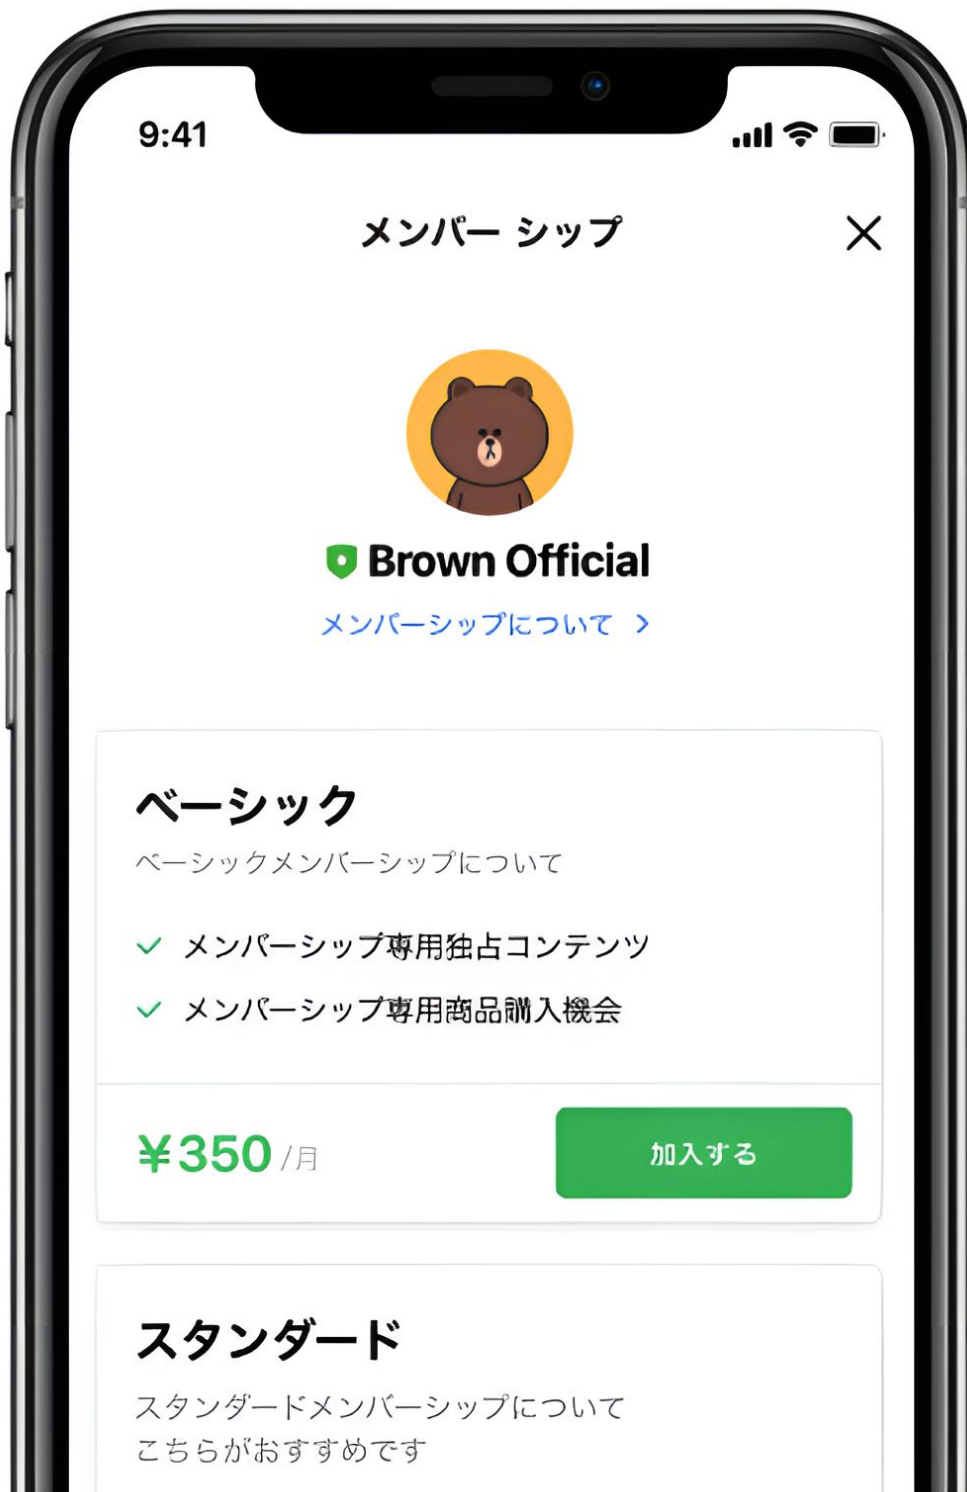 9:41
メンバー シップ
Brown Official
メンバーシップについて
ベーシック
ベーシックメンバーシップについて
メンバーシップ専用独占コンテンツ
メンバーシップ専用商品購入機会
¥350 /月
加入する
スタンダード
スタンダードメンバーシップについて
こちらがおすすめです